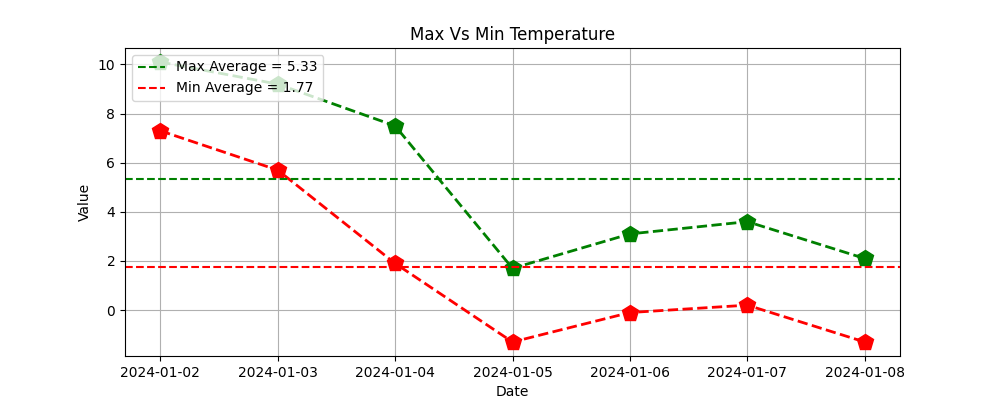 Max Vs Min Temperature
Max Average = 5.33
Min Average = 1.77
Value
10
8
6
4
2
0
2024-01-02 2024-01-03 2024-01-04 2024-01-05 2024-01-06 2024-01-07 2024-01-08
Date